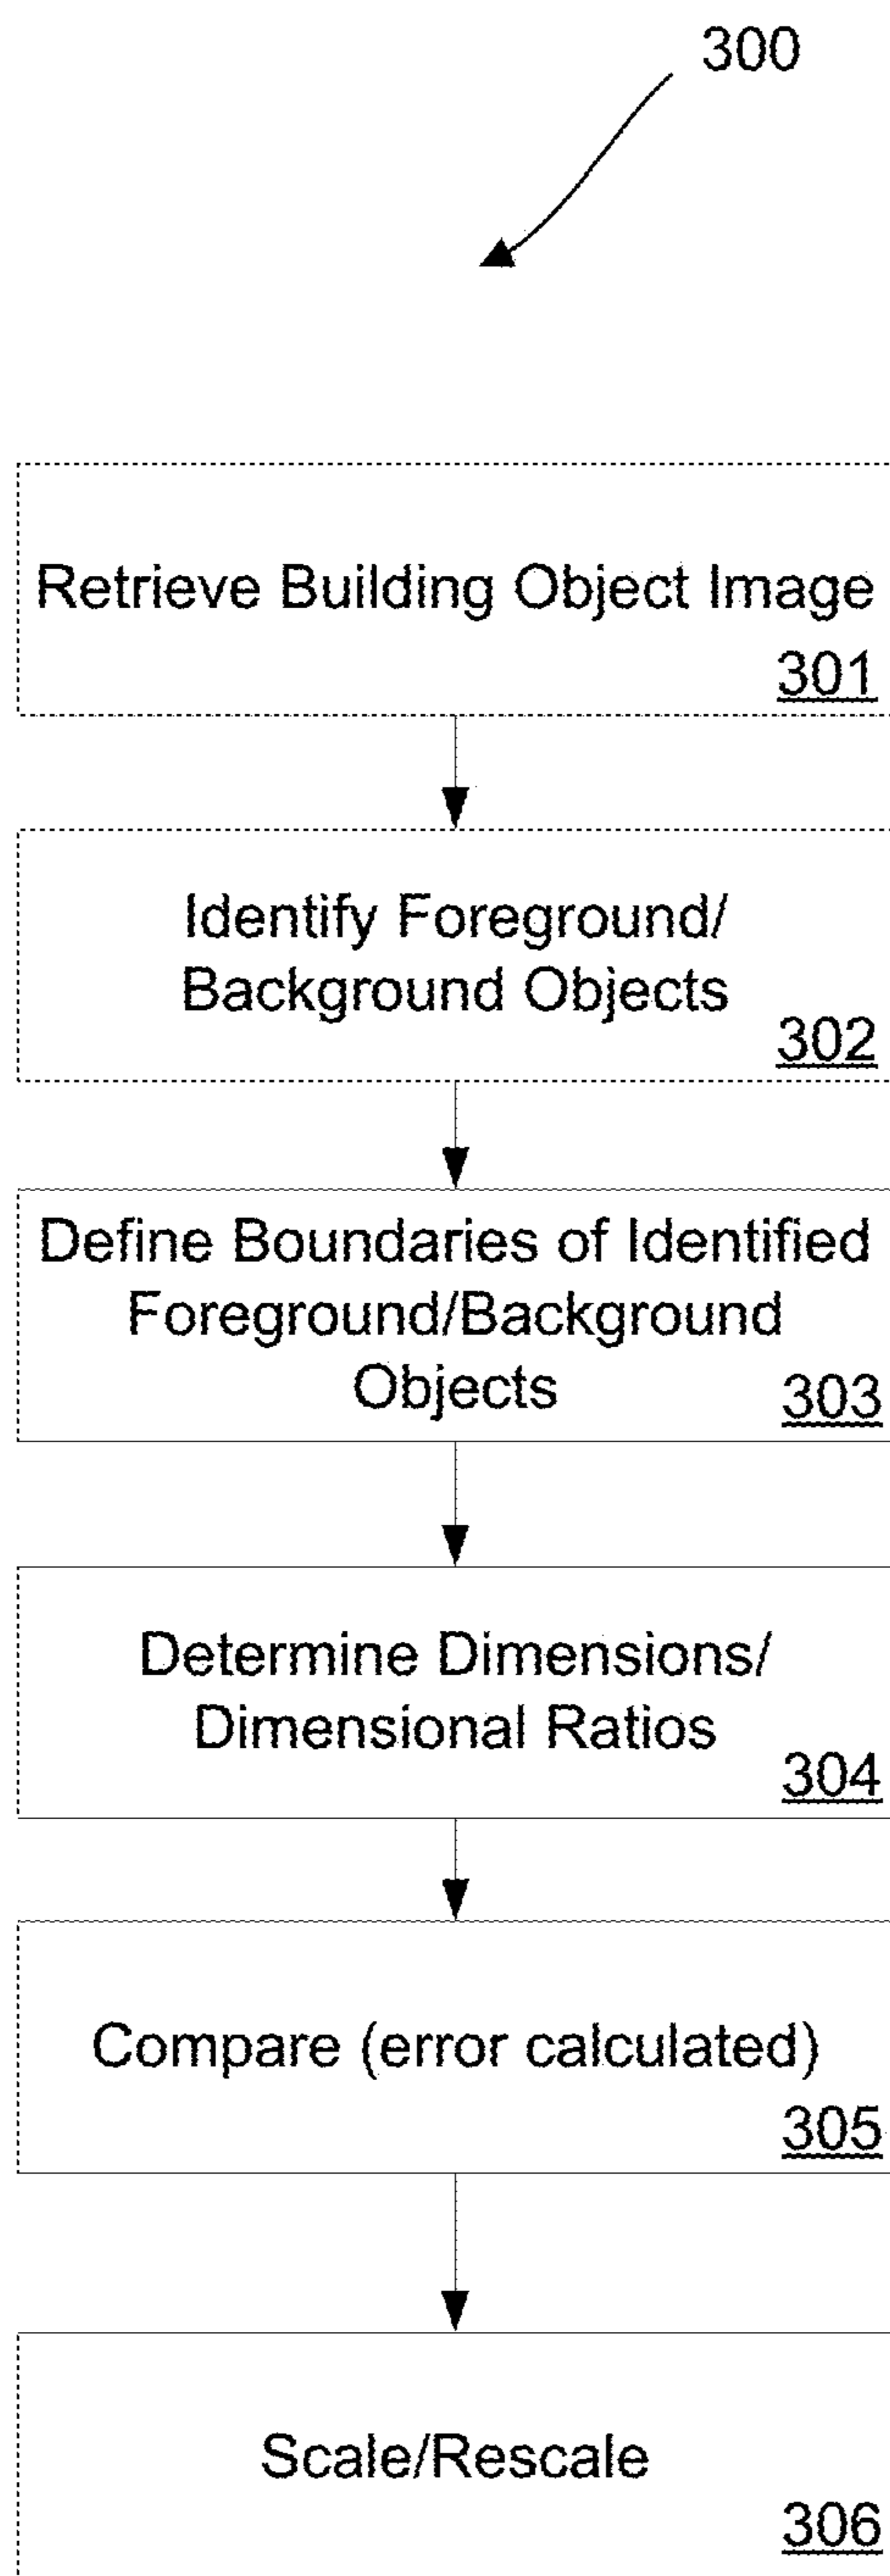 300
Retrieve Building Object Image
301
Identify Foreground/
Background Objects
302
Define Boundaries of Identified
Foreground/Background
Objects
303
Determine Dimensions/
Dimensional Ratios
304
Compare (error calculated)
305
Scale/Rescale
306